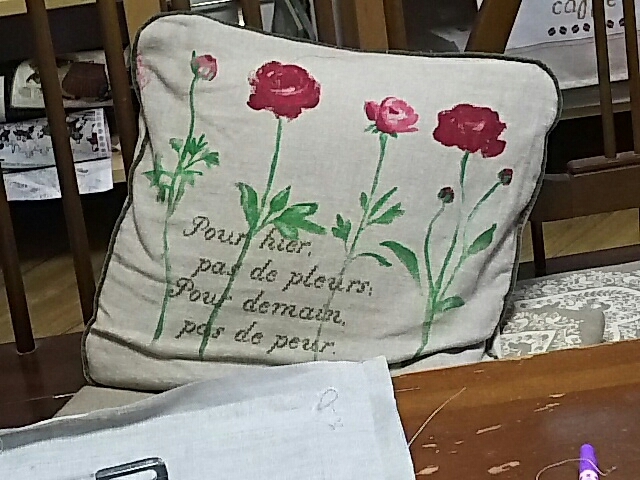 Pour hier,
pas de pleurs;
Pour demain,
pas de peur.